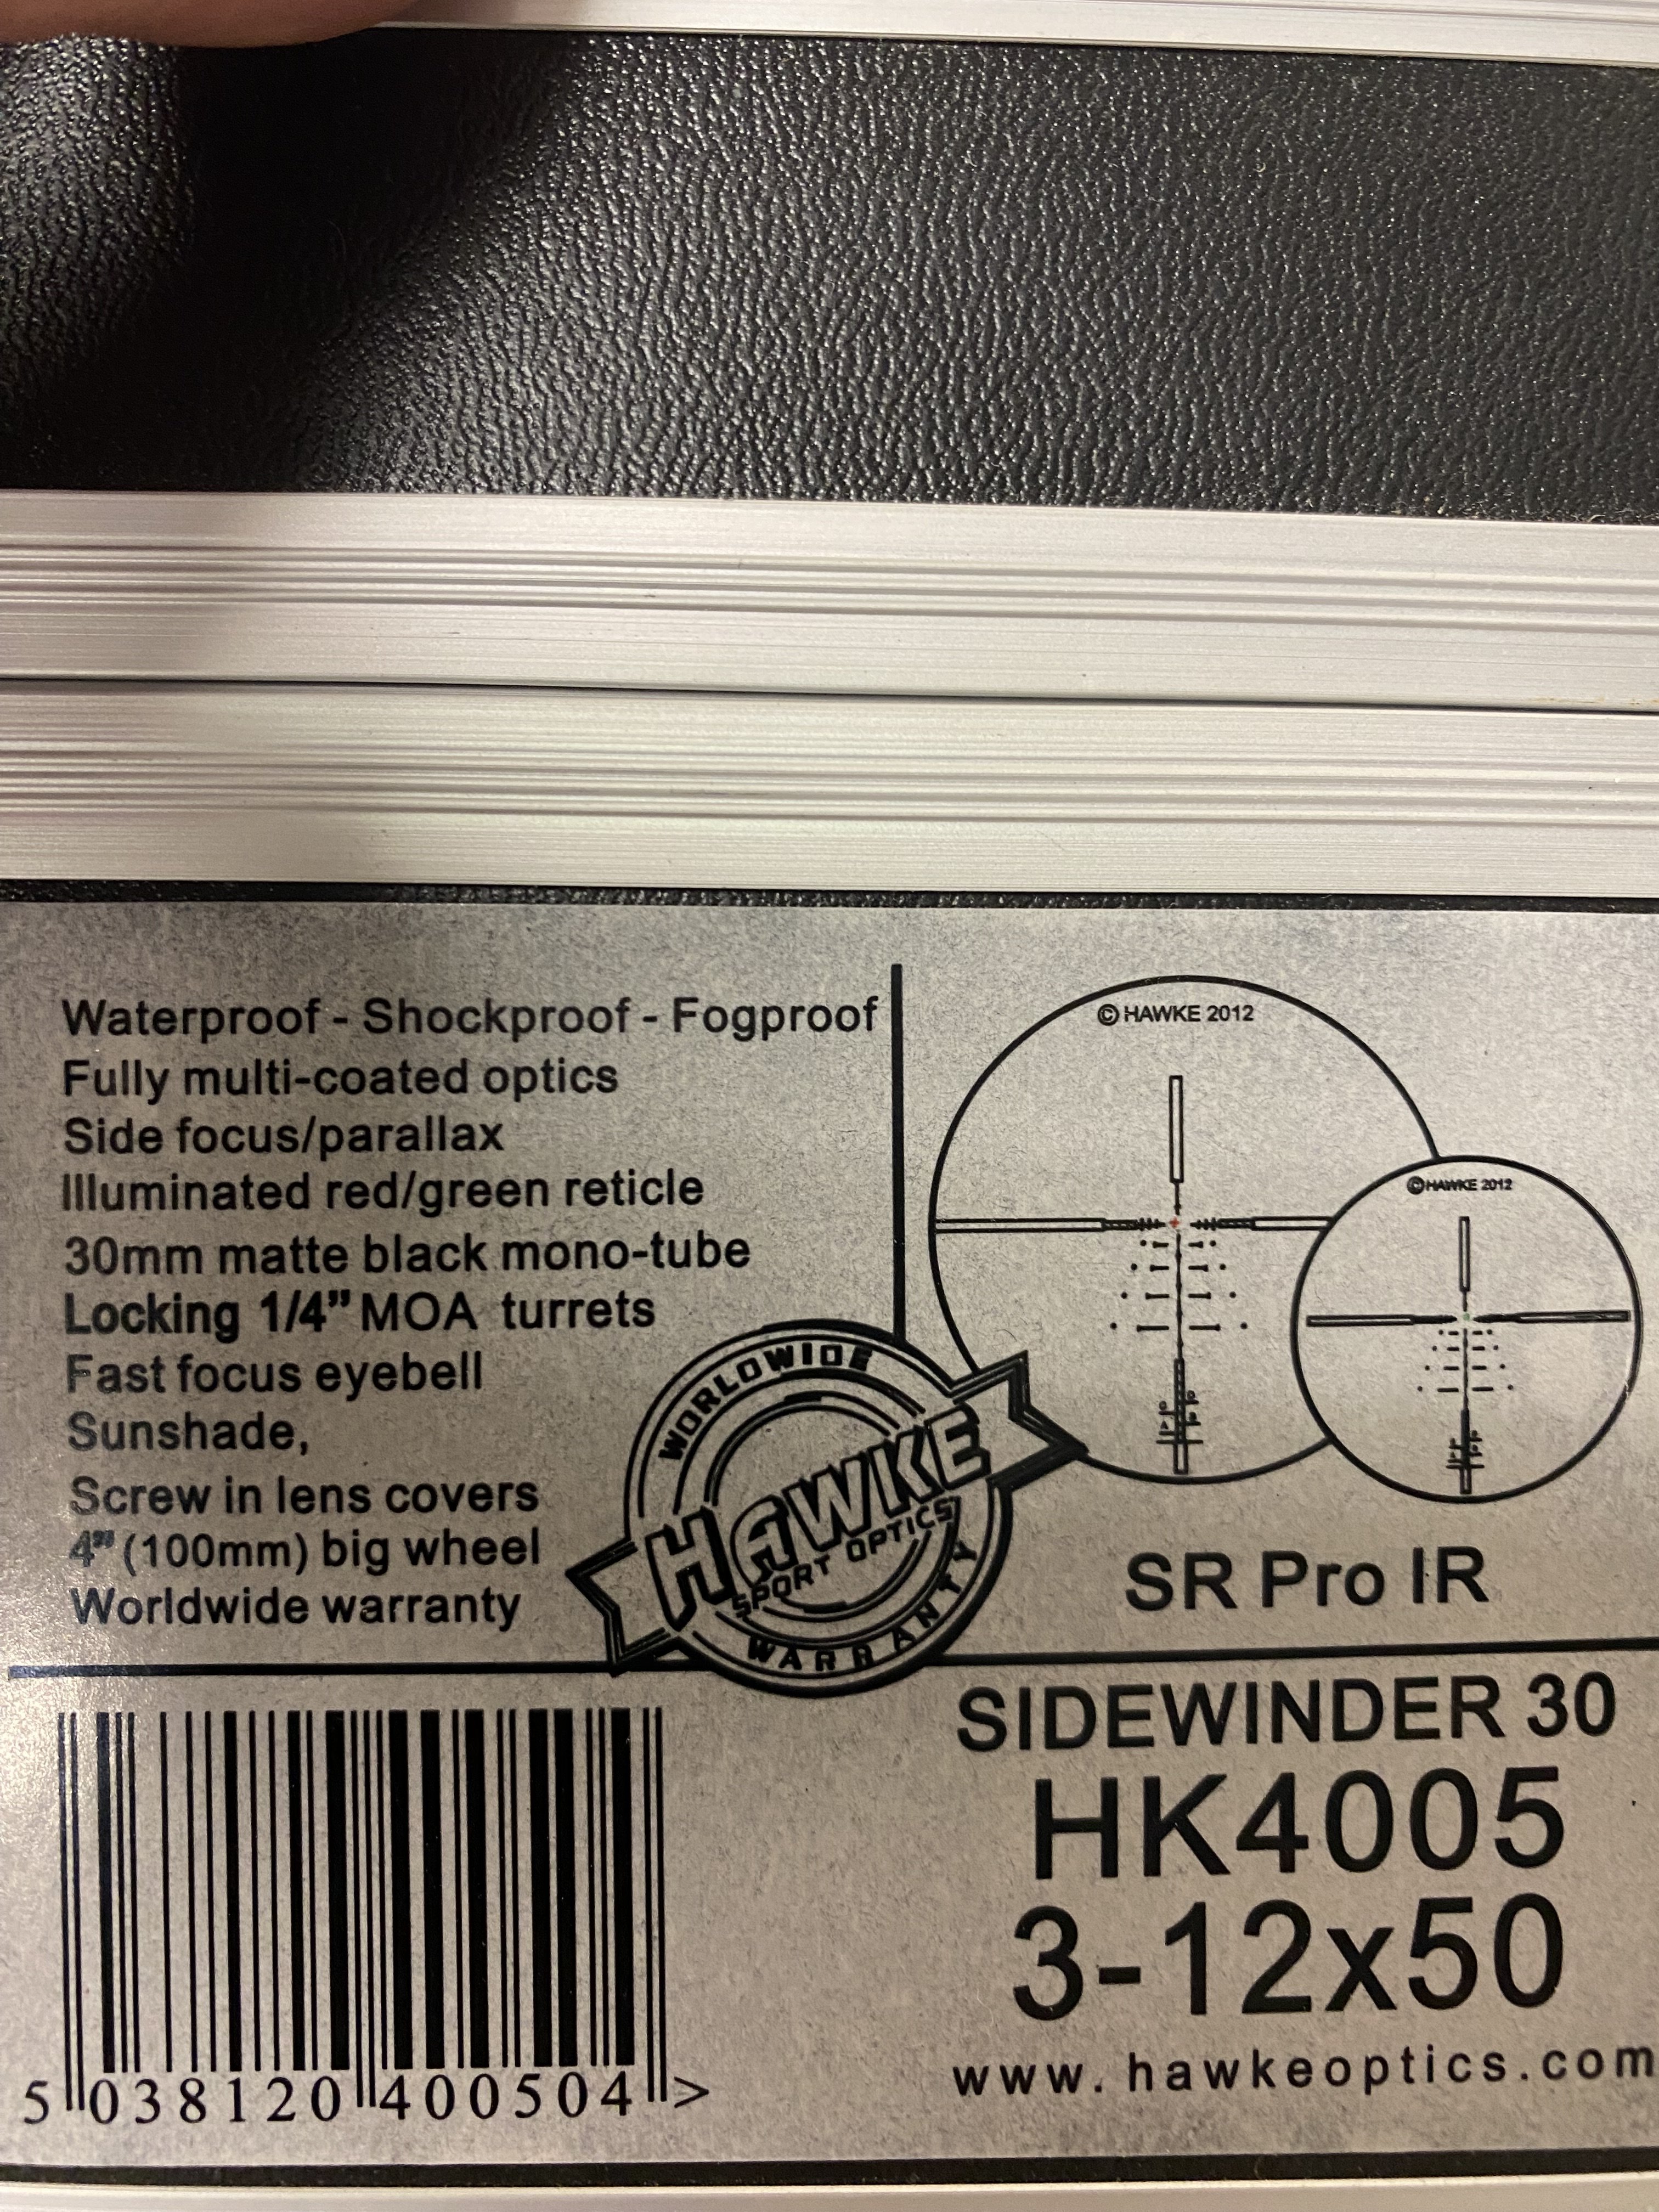 Waterproof - Shockproof - Fogproof
Fully multi-coated optics
Side focus/parallax
Illuminated red/green reticle
30mm matte black mono-tube
Locking 1/4” MOA turrets
Fast focus eyebell
Sunshade,
Screw in lens covers
4” (100mm) big wheel
Worldwide warranty
WORLDWIDE
HAWKE
SPORT OPTICS
WARRANTY
© HAWKE 2012
© HAWKE 2012
SR Pro IR
SIDEWINDER 30
HK4005
3-12x50
www.hawkeoptics.com
5 038120 400504 >